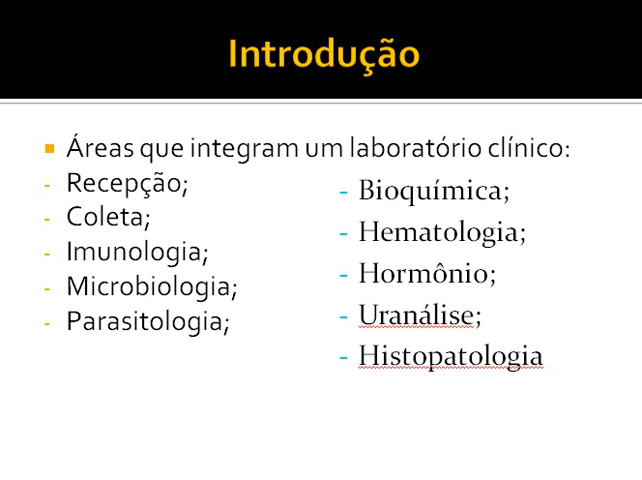 Introdução
▪ Áreas que integram um laboratório clínico:
- Recepção;
- Coleta;
- Imunologia;
- Microbiologia;
- Parasitologia;
- Bioquímica;
- Hematologia;
- Hormônio;
- Uranálise;
- Histopatologia